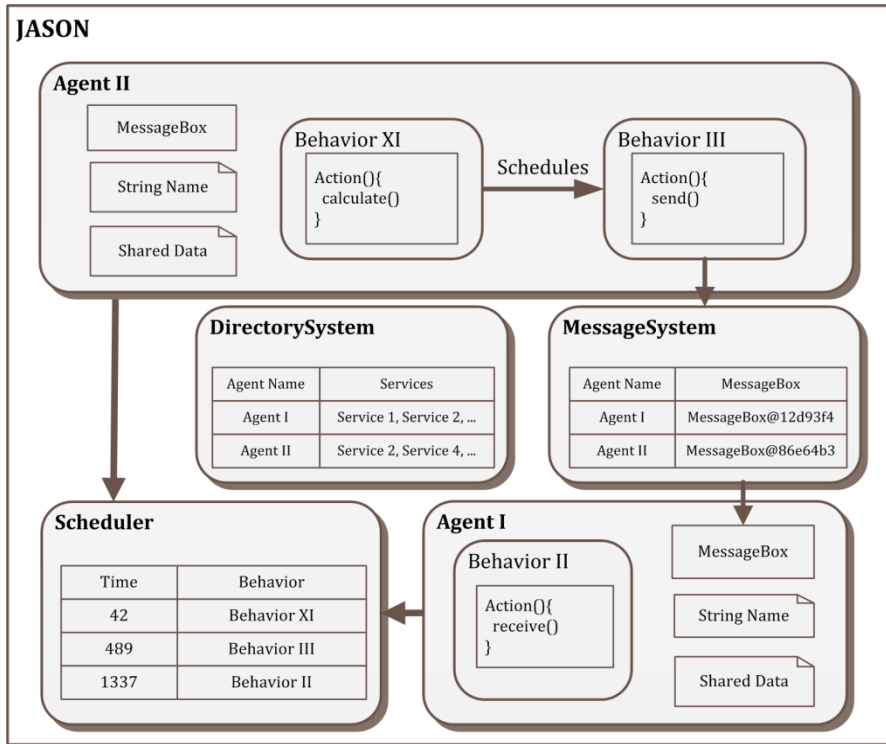 JASON
Agent II
MessageBox
String Name
Shared Data
Behavior XI
Action(){
calculate()
}
Schedules
Behavior III
Action(){
send()
}
DirectorySystem
Agent Name Services
Agent I Service 1, Service 2, ...
Agent II Service 2, Service 4, ...
MessageSystem
Agent Name MessageBox
Agent I MessageBox@12d93f4
Agent II MessageBox@86e64b3
Scheduler
Time Behavior
42 Behavior XI
489 Behavior III
1337 Behavior II
Agent I
Behavior II
Action(){
receive()
}
MessageBox
String Name
Shared Data